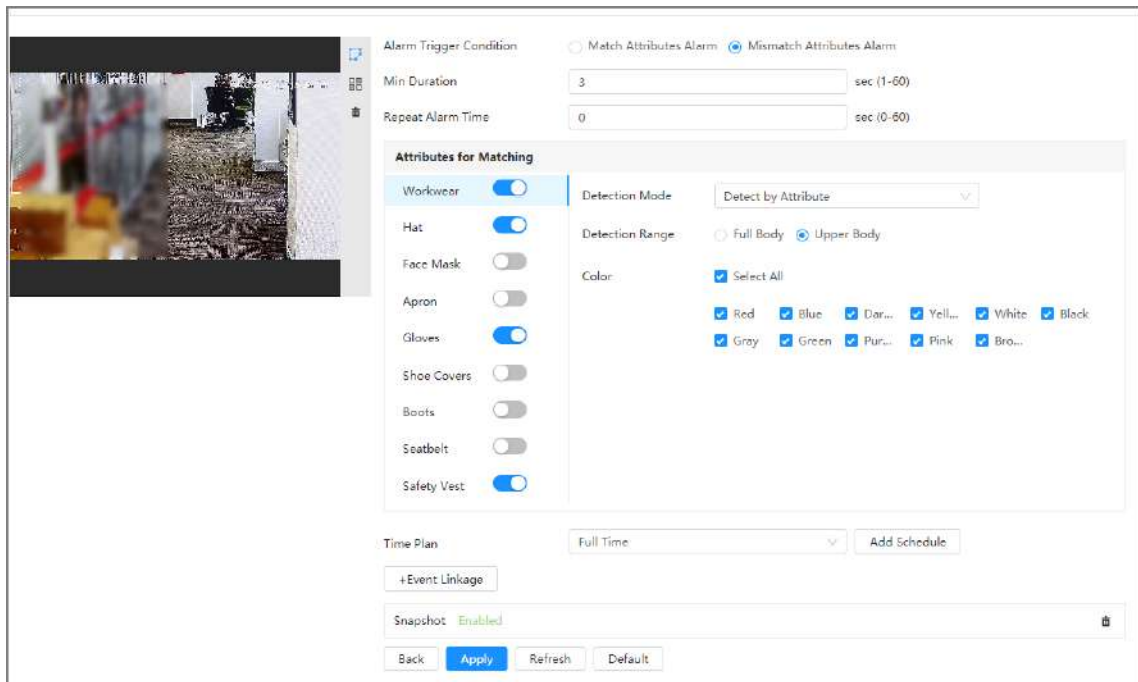 Alarm Trigger Condition Match Attributes Alarm Mismatch Attributes Alarm
Min Duration 3 sec (1-60)
Repeat Alarm Time 0 sec (0-60)
Attributes for Matching
Workwear Detection Mode Detect by Attribute
Hat Detection Range Full Body Upper Body
Face Mask Color Select All
Apron Red Blue Dar... Yell... White Black
Gloves Gray Green Pur... Pink Bro...
Shoe Covers
Boots
Seatbelt
Safety Vest
Time Plan Full Time Add Schedule
+Event Linkage
Snapshot Enabled
Back Apply Refresh Default